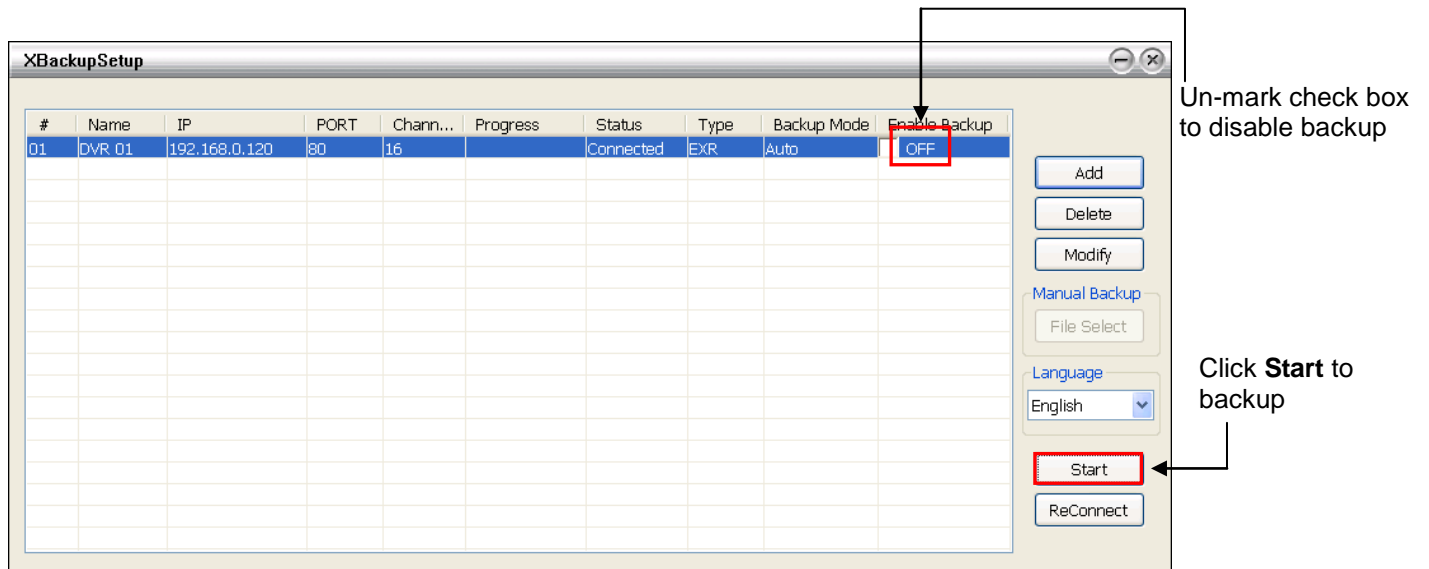 XBackupSetup
Un-mark check box
to disable backup
# Name IP PORT Chann... Progress Status Type Backup Mode Enable Backup
01 DVR 01 192.168.0.120 80 16 Connected EXR Auto OFF
Add
Delete
Modify
Manual Backup
File Select
Language
English
Click Start to
backup
Start
ReConnect